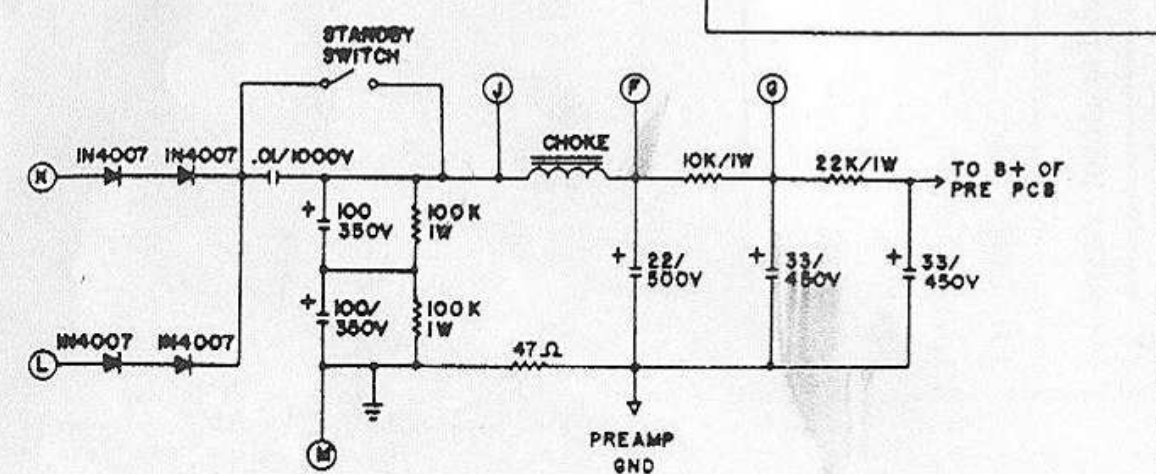 STANDBY
SWITCH
J
F
G
1N4007
1N4007
.01/1000V
CHOKE
10K/1W
22K/1W
TO B+ OF
PRE PCB
+
100
350V
100K
1W
+
22/
500V
+
33/
450V
+
33/
450V
+
100/
350V
100K
1W
1N4007
1N4007
L
47Ω
M
PREAMP
GND